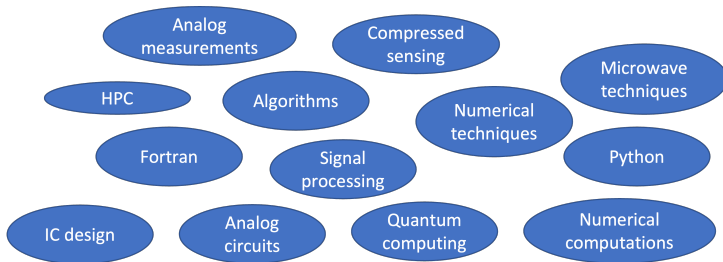 Analog
measurements
Compressed
sensing
Microwave
techniques
HPC
Algorithms
Numerical
techniques
Fortran
Signal
processing
Python
IC design
Analog
circuits
Quantum
computing
Numerical
computations